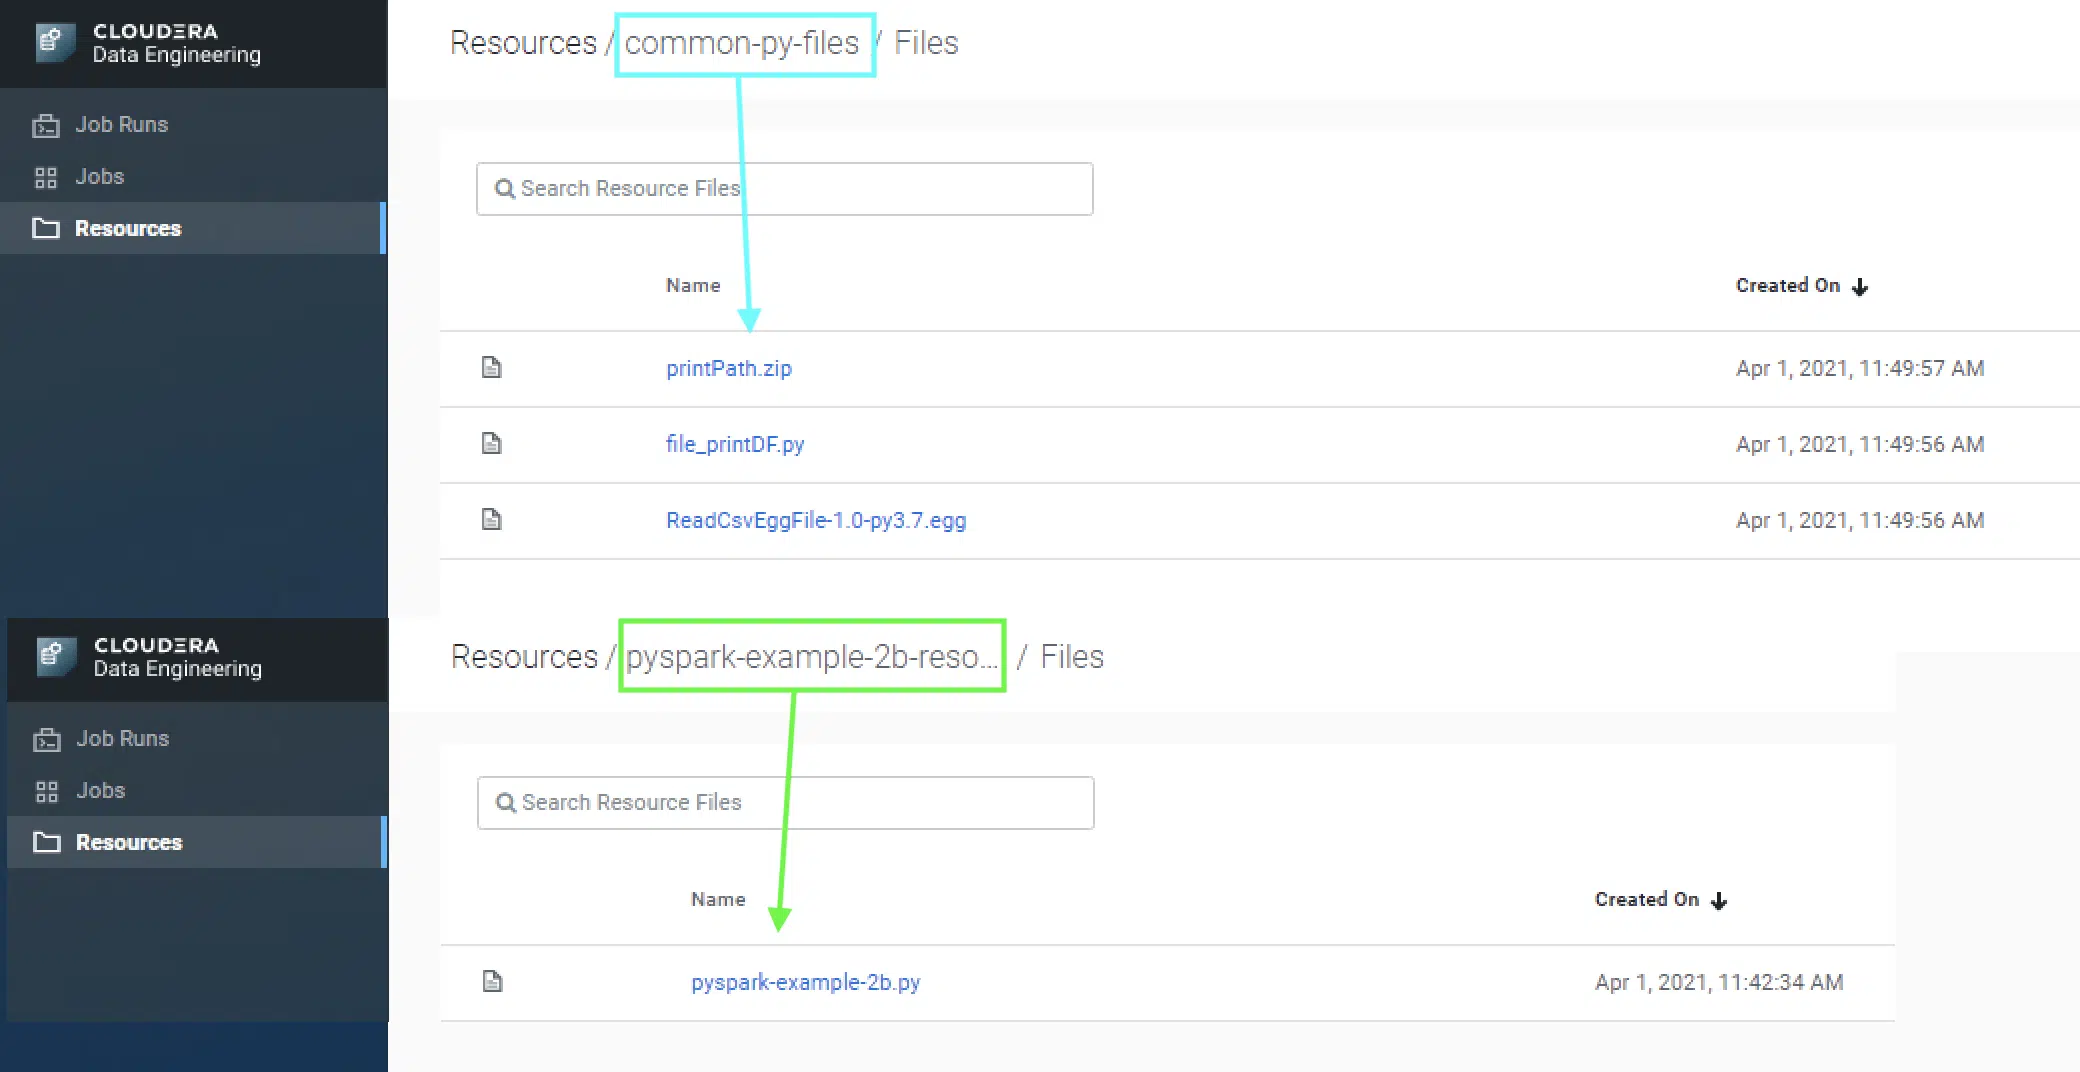 CLOUDERA
Data Engineering
Job Runs
Jobs
Resources
Resources / common-py-files / Files
Search Resource Files
Name Created On
printPath.zip Apr 1, 2021, 11:49:57 AM
file_printDF.py Apr 1, 2021, 11:49:56 AM
ReadCsvEggFile-1.0-py3.7.egg Apr 1, 2021, 11:49:56 AM
CLOUDERA
Data Engineering
Job Runs
Jobs
Resources
Resources / pyspark-example-2b-reso... / Files
Search Resource Files
Name Created On
pyspark-example-2b.py Apr 1, 2021, 11:42:34 AM